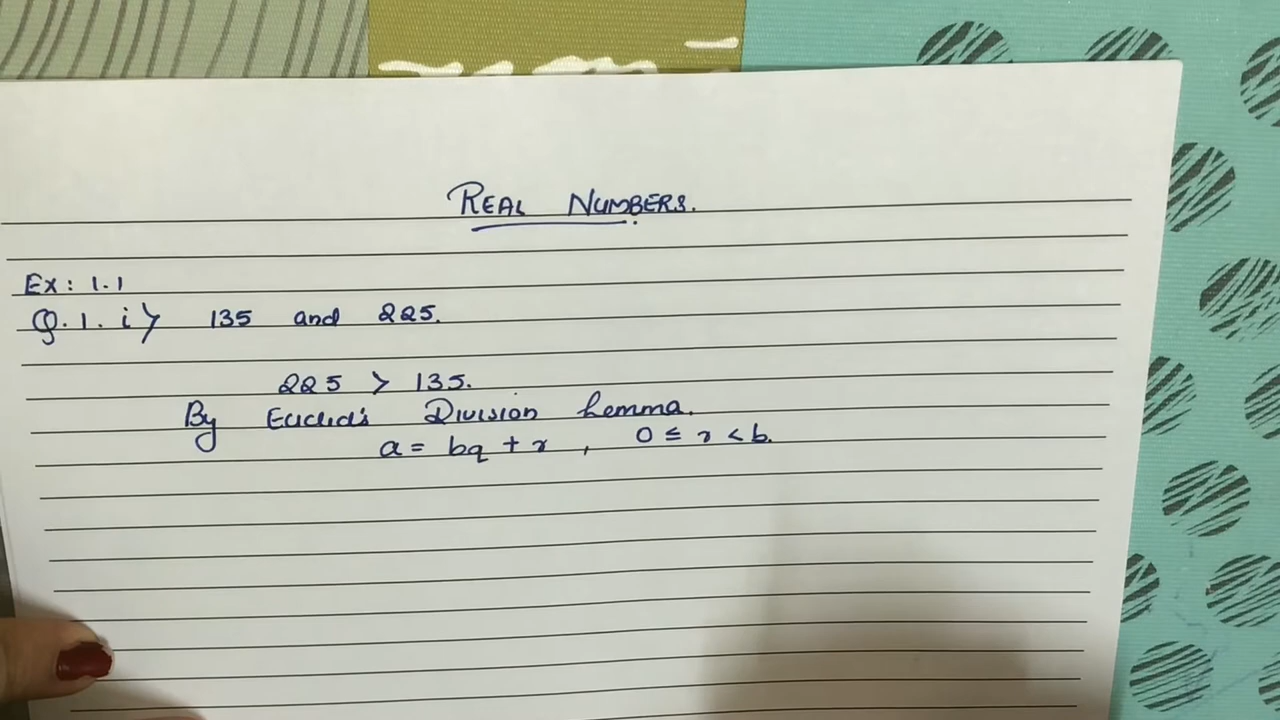 REAL NUMBERS.
Ex: 1.1
Q.1. i> 135 and 225.
225 > 135.
By Euclid's Division Lemma.
a = bq + r , 0 ≤ r < b.